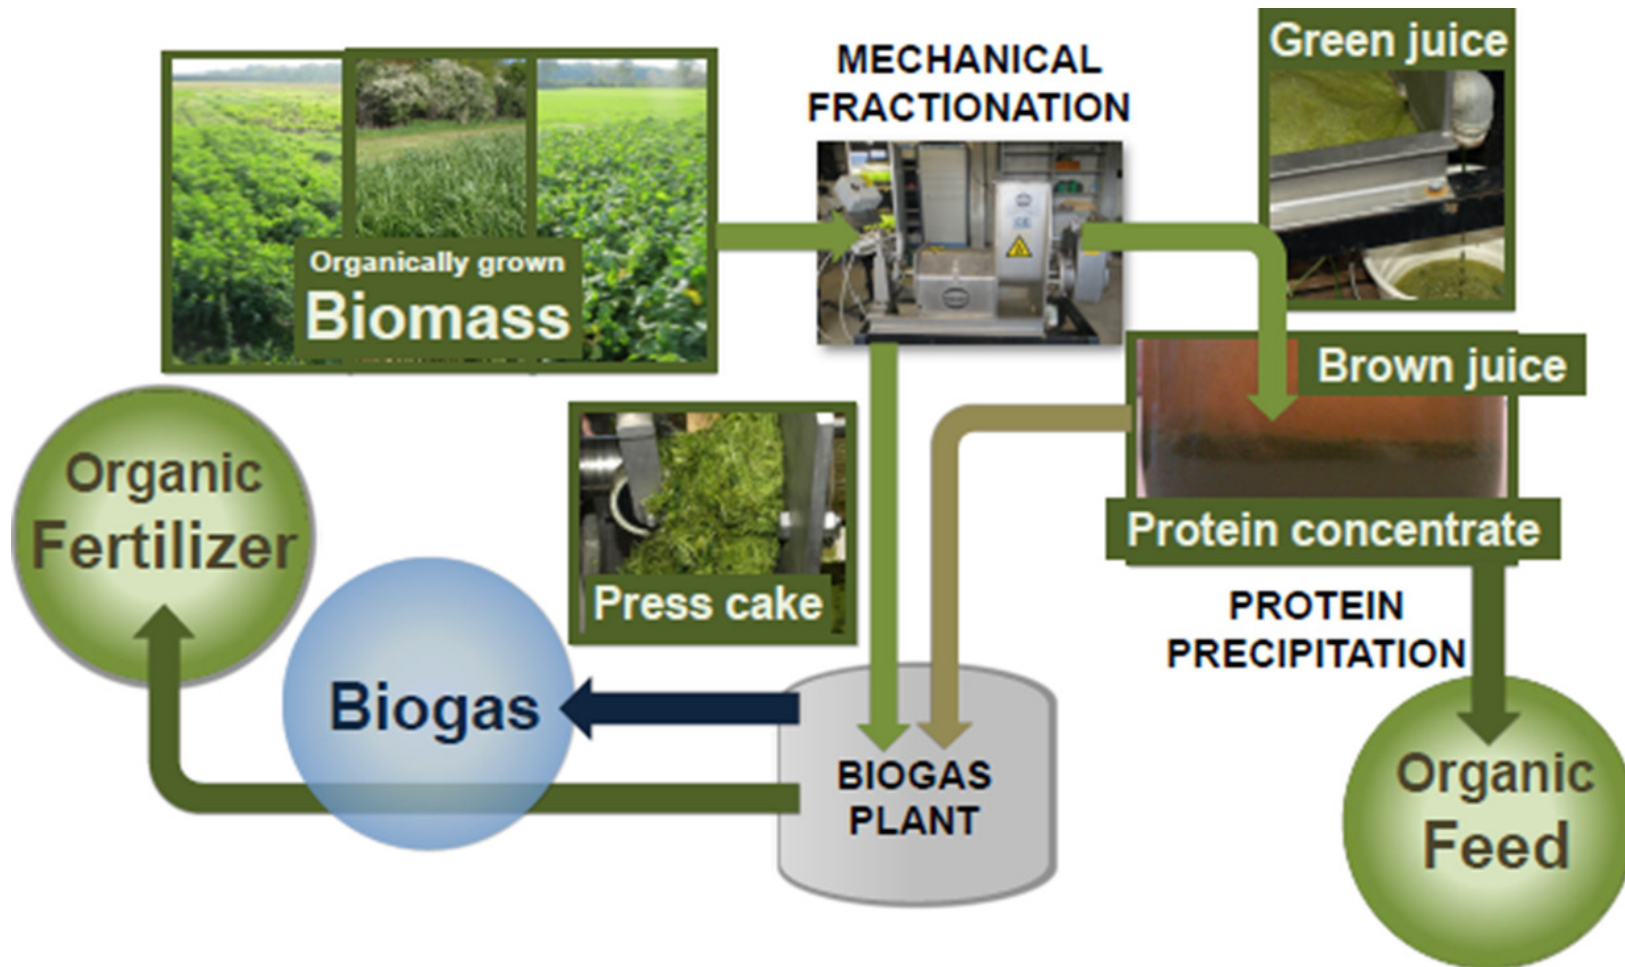 MECHANICAL
FRACTIONATION
Green juice
Organically grown
Biomass
Brown juice
Organic
Fertilizer
Press cake
Protein concentrate
PROTEIN
PRECIPITATION
Biogas
BIOGAS
PLANT
Organic
Feed